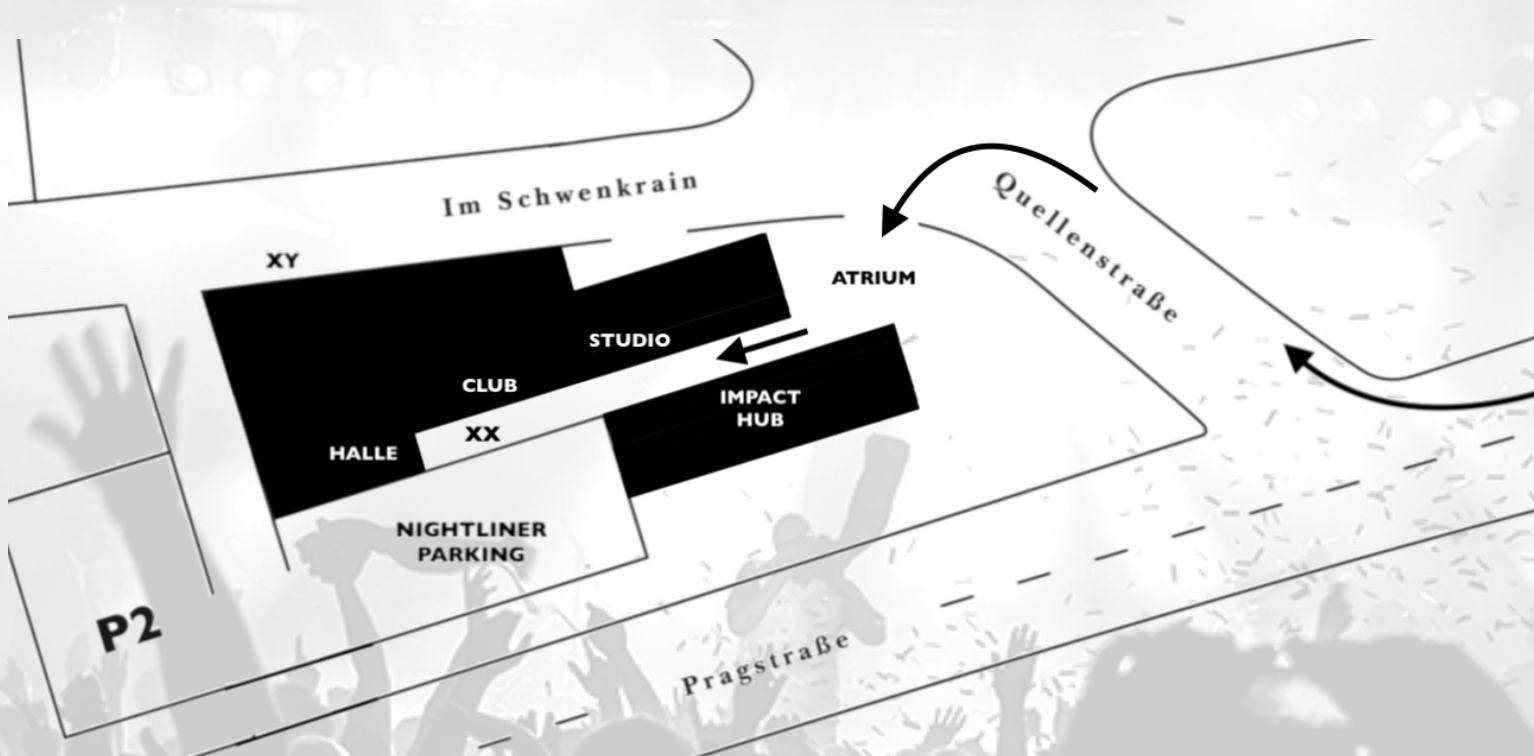 Im Schwenkrain
Quellenstraße
XY
ATRIUM
STUDIO
CLUB
IMPACT
HUB
XX
HALLE
NIGHTLINER
PARKING
P2
Pragstraße